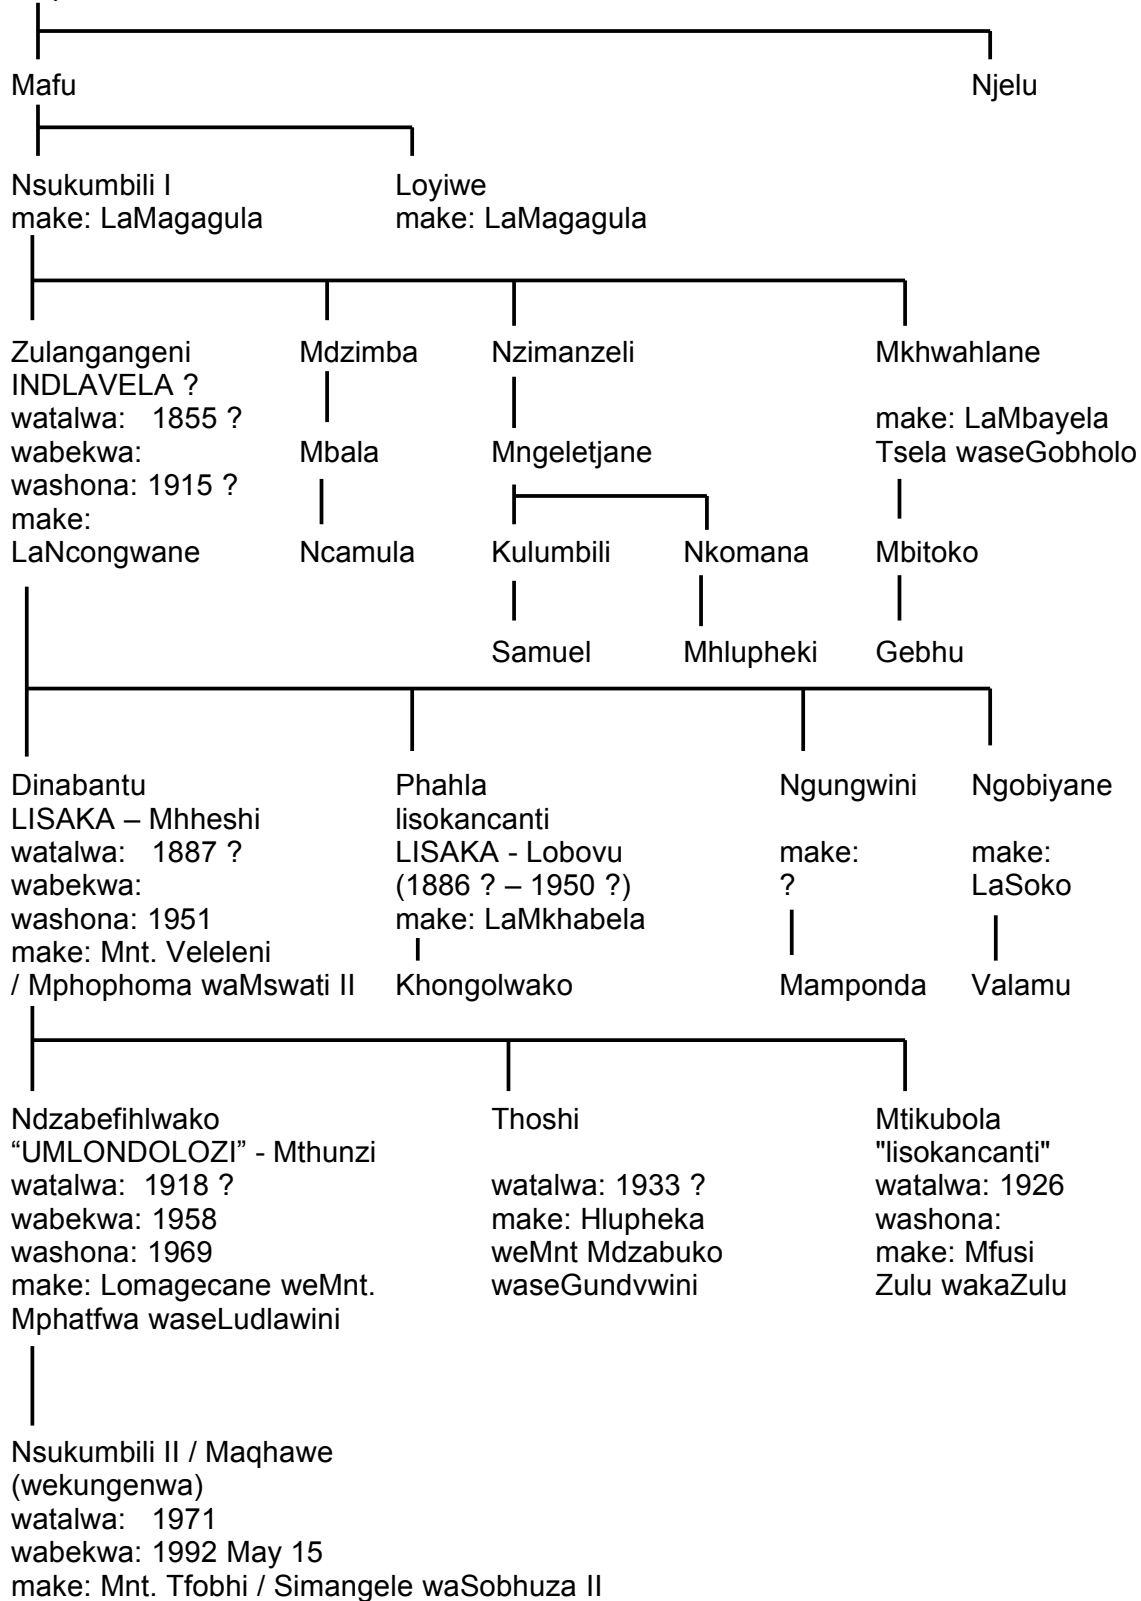 Mafu
Njelu
Nsukumbili I
make: LaMagagula
Loyiwe
make: LaMagagula
Zulangangeni
INDLAVELA ?
watalwa: 1855 ?
wabekwa:
washona: 1915 ?
make:
LaNcongwane
Mdzimba
Mbala
Ncamula
Nzimanzeli
Mngeletjane
Kulumbili
Nkomana
Samuel
Mhlupheki
Mkhwahlane
make: LaMbayela
Tsela waseGobholo
Mbitoko
Gebhu
Dinabantu
LISAKA – Mhheshi
watalwa: 1887 ?
wabekwa:
washona: 1951
make: Mnt. Veleleni
/ Mphophoma waMswati II
Phahla
lisokancanti
LISAKA - Lobovu
(1886 ? – 1950 ?)
make: LaMkhabela
Khongolwako
Ngungwini
make:
?
Mamponda
Ngobiyane
make:
LaSoko
Valamu
Ndzabefihlwako
“UMLONDOLOZI” - Mthunzi
watalwa: 1918 ?
wabekwa: 1958
washona: 1969
make: Lomagecane weMnt.
Mphatfwa waseLudlawini
Thoshi
watalwa: 1933 ?
make: Hlupheka
weMnt Mdzabuko
waseGundvwini
Mtikubola
"lisokancanti"
watalwa: 1926
washona:
make: Mfusi
Zulu wakaZulu
Nsukumbili II / Maqhawe
(wekungenwa)
watalwa: 1971
wabekwa: 1992 May 15
make: Mnt. Tfobhi / Simangele waSobhuza II